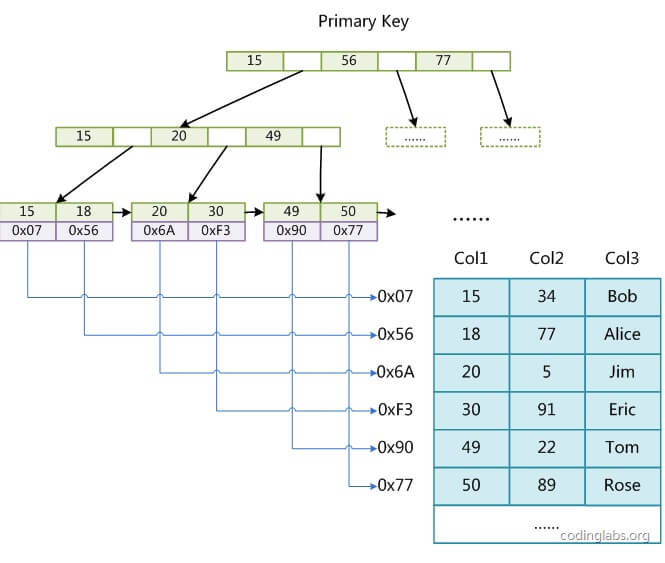 Primary Key
15 56 77
15 20 49 ...... ......
15 18 20 30 49 50
0x07 0x56 0x6A 0xF3 0x90 0x77
......
Col1 Col2 Col3
0x07 15 34 Bob
0x56 18 77 Alice
0x6A 20 5 Jim
0xF3 30 91 Eric
0x90 49 22 Tom
0x77 50 89 Rose
......
codinglabs.org